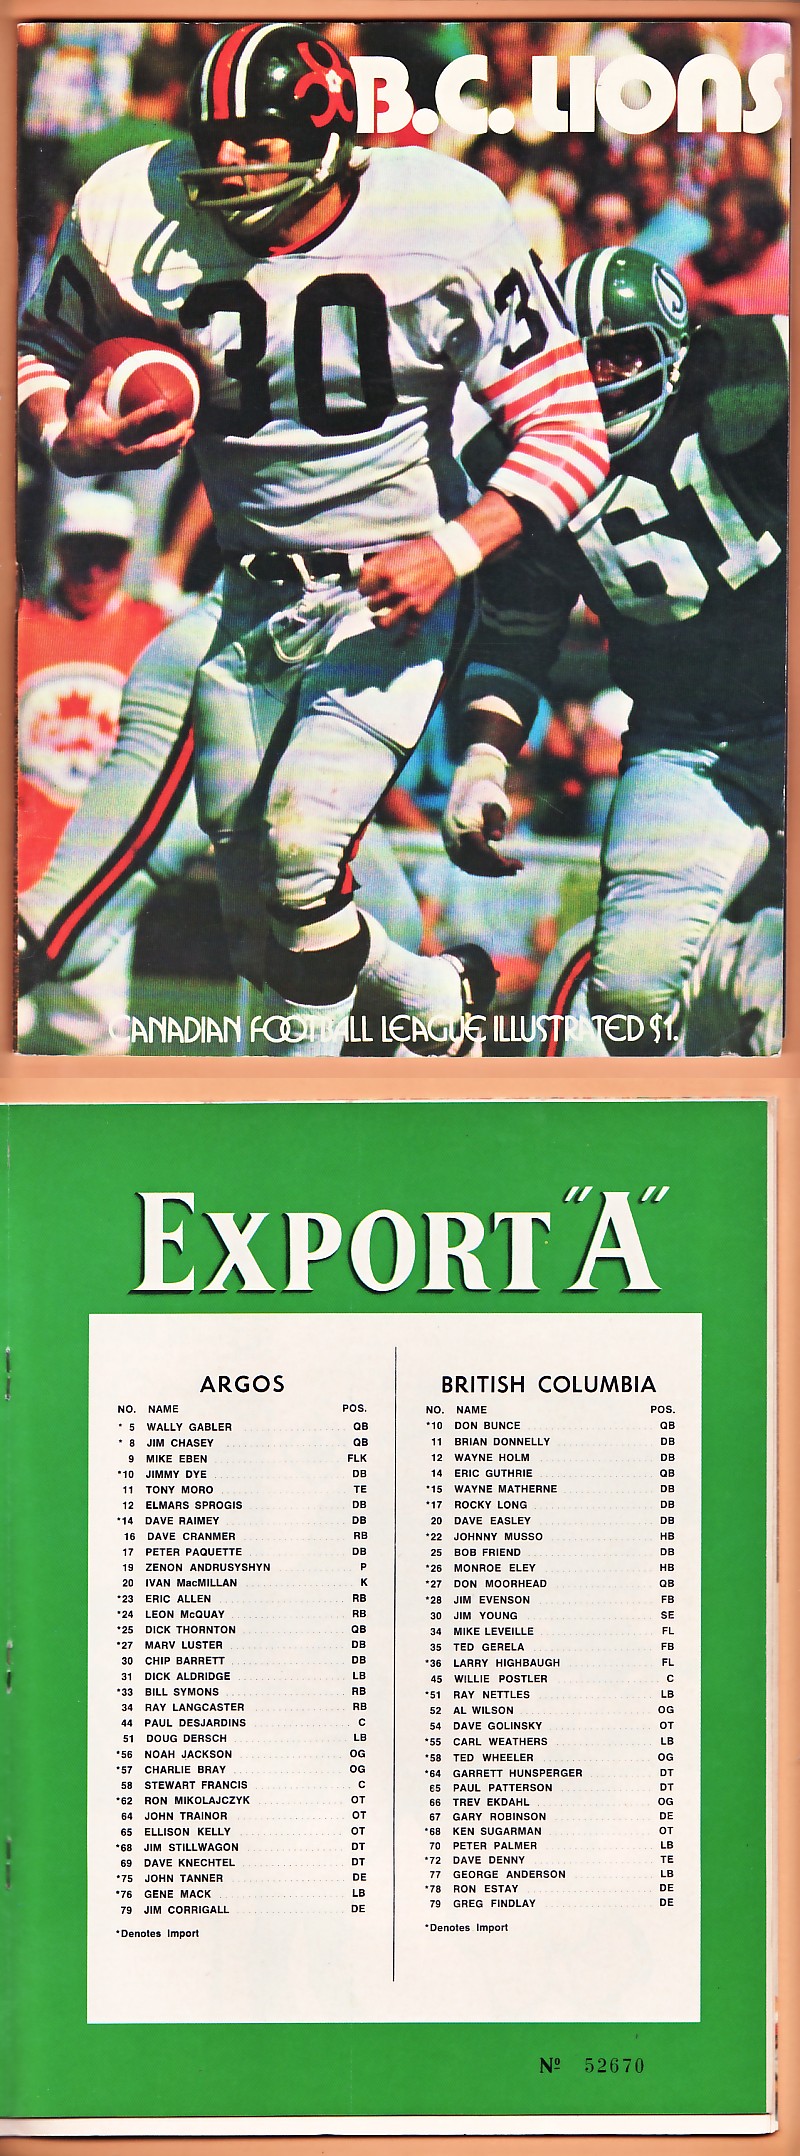 B.C. LIONS
30
30
61
CANADIAN FOOTBALL LEAGUE ILLUSTRATED $1.
EXPORT "A"
ARGOS
NO. NAME POS.
*5 WALLY GABLER QB
*8 JIM CHASEY QB
9 MIKE EBEN FLK
*10 JIMMY DYE DB
11 TONY MORO TE
12 ELMARS SPROGIS DB
*14 DAVE RAIMEY DB
16 DAVE CRANMER RB
17 PETER PAQUETTE DB
19 ZENON ANDRUSYSHYN P
20 IVAN MacMILLAN K
*23 ERIC ALLEN RB
*24 LEON McQUAY RB
*25 DICK THORNTON QB
*27 MARV LUSTER DB
30 CHIP BARRETT DB
31 DICK ALDRIDGE LB
*33 BILL SYMONS RB
34 RAY LANGCASTER RB
44 PAUL DESJARDINS C
51 DOUG DERSCH LB
*56 NOAH JACKSON OG
*57 CHARLIE BRAY OG
58 STEWART FRANCIS C
*62 RON MIKOLAJCZYK OT
64 JOHN TRAINOR OT
65 ELLISON KELLY OT
*68 JIM STILLWAGON DT
69 DAVE KNECHTEL DT
*75 JOHN TANNER DE
*76 GENE MACK LB
79 JIM CORRIGALL DE
*Denotes Import
BRITISH COLUMBIA
NO. NAME POS.
*10 DON BUNCE QB
11 BRIAN DONNELLY DB
12 WAYNE HOLM DB
14 ERIC GUTHRIE QB
*15 WAYNE MATHERNE DB
*17 ROCKY LONG DB
20 DAVE EASLEY DB
*22 JOHNNY MUSSO HB
25 BOB FRIEND DB
*26 MONROE ELEY HB
*27 DON MOORHEAD QB
*28 JIM EVENSON FB
30 JIM YOUNG SE
34 MIKE LEVEILLE FL
35 TED GERELA FB
*36 LARRY HIGHBAUGH FL
45 WILLIE POSTLER C
*51 RAY NETTLES LB
52 AL WILSON OG
54 DAVE GOLINSKY OT
*55 CARL WEATHERS LB
*58 TED WHEELER OG
*64 GARRETT HUNSPERGER DT
65 PAUL PATTERSON DT
66 TREV EKDAHL OG
67 GARY ROBINSON DE
*68 KEN SUGARMAN OT
70 PETER PALMER LB
*72 DAVE DENNY TE
77 GEORGE ANDERSON LB
*78 RON ESTAY DE
79 GREG FINDLAY DE
*Denotes Import
Nº 52670